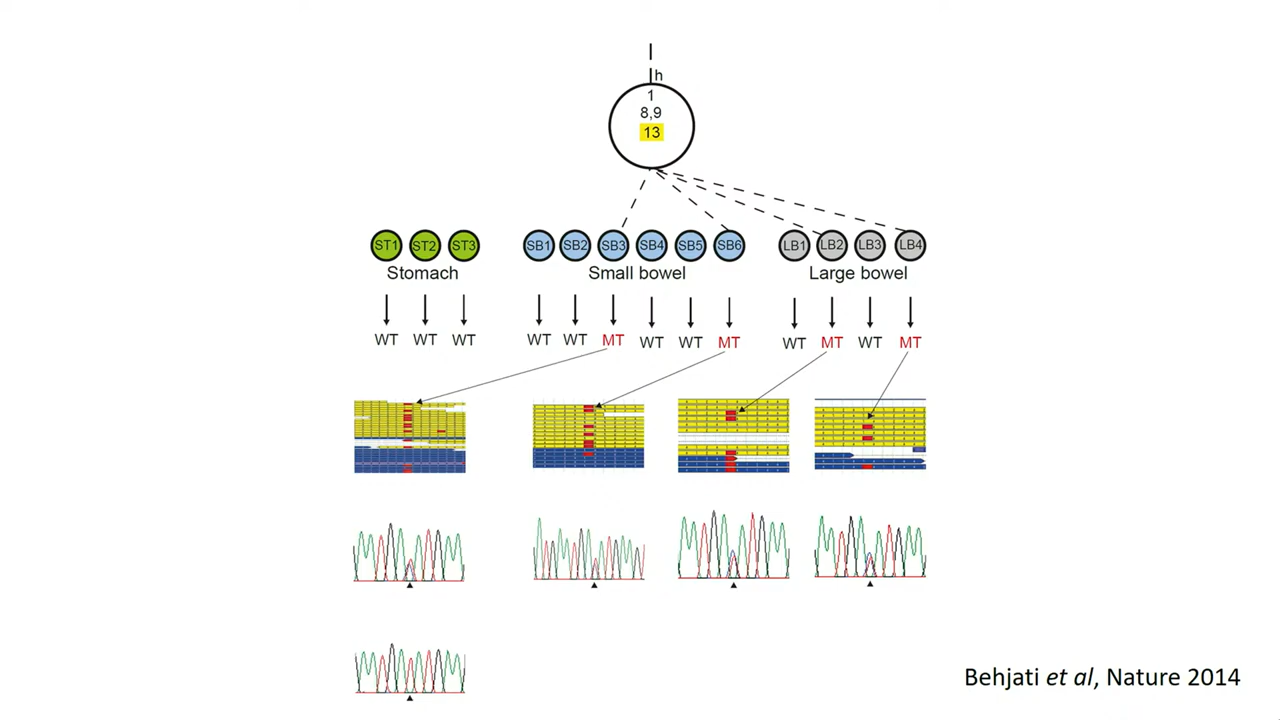 h
1
8,9
13
ST1 ST2 ST3 SB1 SB2 SB3 SB4 SB5 SB6 LB1 LB2 LB3 LB4
Stomach Small bowel Large bowel
WT WT WT WT WT MT WT WT MT WT MT WT MT
Behjati et al, Nature 2014